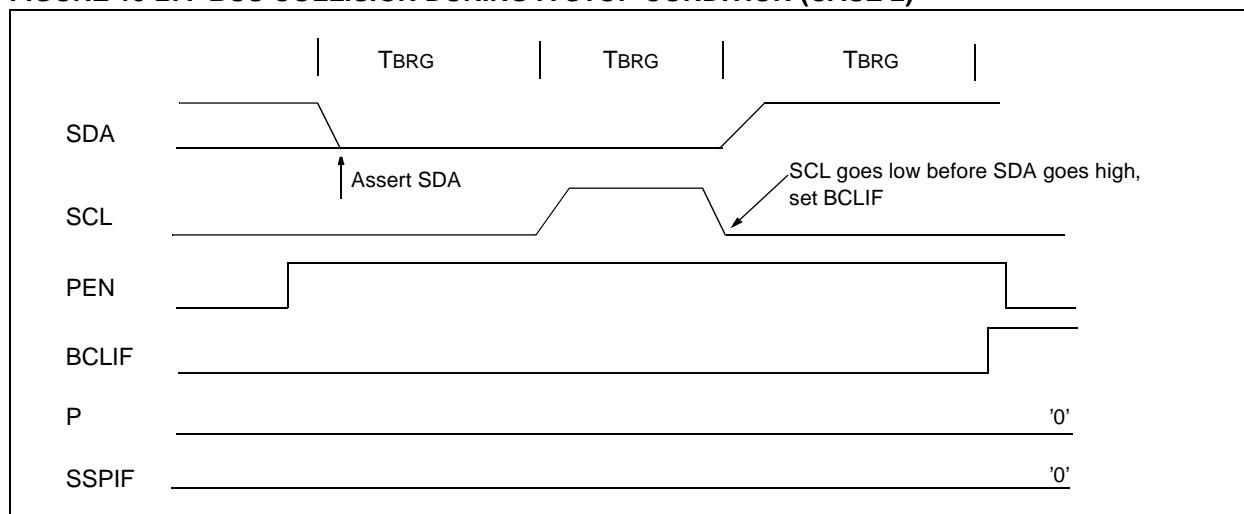 TBRG TBRG TBRG
SDA
Assert SDA
SCL goes low before SDA goes high,
set BCLIF
SCL
PEN
BCLIF
P
'0'
SSPIF
'0'